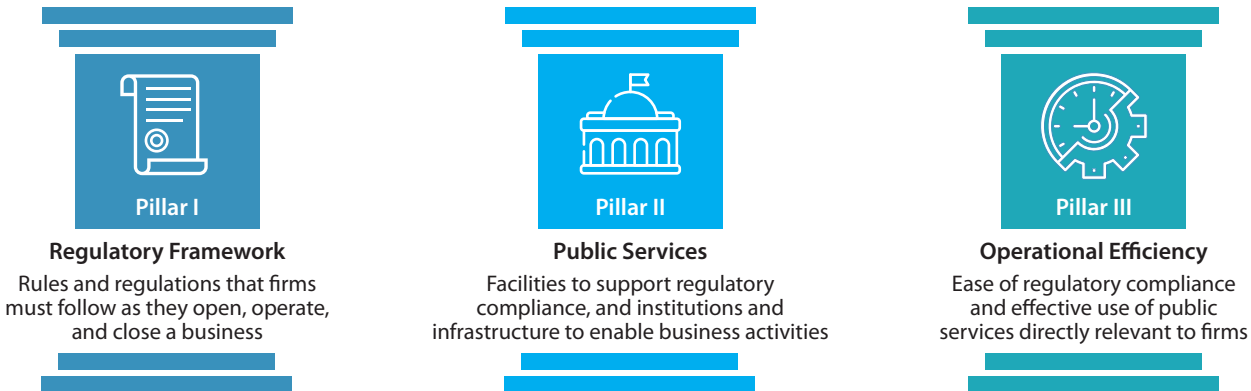 Pillar I
Regulatory Framework
Rules and regulations that firms
must follow as they open, operate,
and close a business
Pillar II
Public Services
Facilities to support regulatory
compliance, and institutions and
infrastructure to enable business activities
Pillar III
Operational Efficiency
Ease of regulatory compliance
and effective use of public
services directly relevant to firms